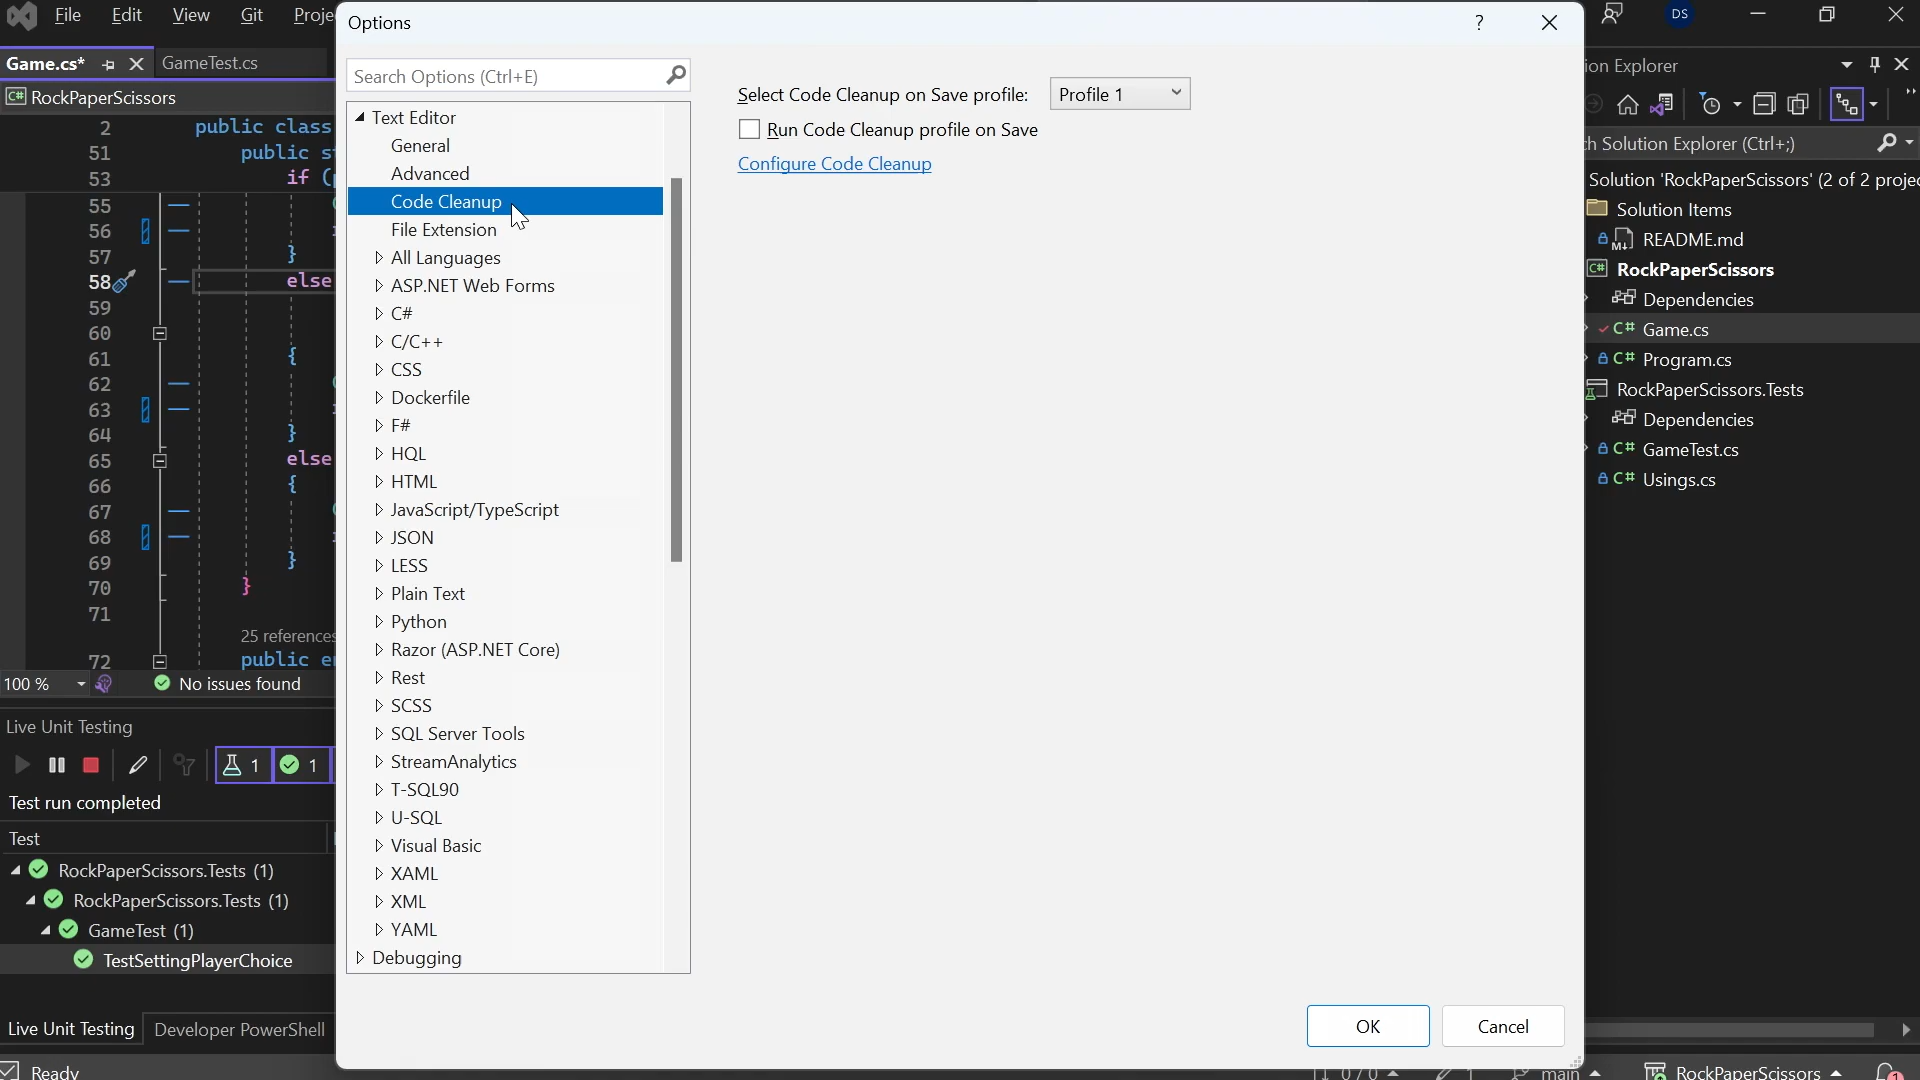 File Edit View Git
Options
DS
Game.cs* GameTest.cs
RockPaperScissors
2 public class
51 public
53 if
55
56
57 }
58 else
59
60
61 {
62
63
64 }
65 else
66 {
67
68
69 }
70 }
71
25 references
72 public
100 % No issues found
Live Unit Testing
1 1
Test run completed
Test
RockPaperScissors.Tests (1)
RockPaperScissors.Tests (1)
GameTest (1)
TestSettingPlayerChoice
Live Unit Testing Developer PowerShell
Ready
Search Options (Ctrl+E)
Text Editor
General
Advanced
Code Cleanup
File Extension
All Languages
ASP.NET Web Forms
C#
C/C++
CSS
Dockerfile
F#
HQL
HTML
JavaScript/TypeScript
JSON
LESS
Plain Text
Python
Razor (ASP.NET Core)
Rest
SCSS
SQL Server Tools
StreamAnalytics
T-SQL90
U-SQL
Visual Basic
XAML
XML
YAML
Debugging
Select Code Cleanup on Save profile: Profile 1
Run Code Cleanup profile on Save
Configure Code Cleanup
OK Cancel
Explorer
Solution Explorer (Ctrl+;)
Solution 'RockPaperScissors' (2 of 2
Solution Items
README.md
C# RockPaperScissors
Dependencies
C# Game.cs
C# Program.cs
RockPaperScissors.Tests
Dependencies
C# GameTest.cs
C# Usings.cs
0 / 0 1 main RockPaperScissors 1